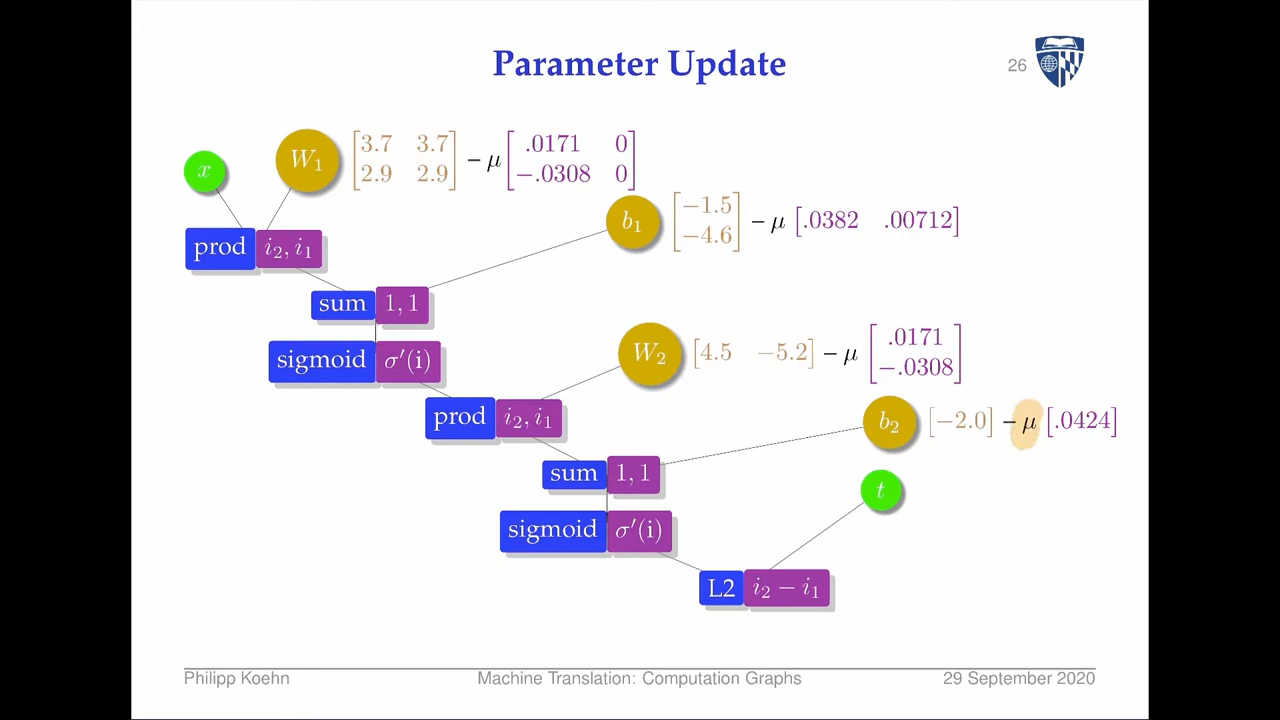 Parameter Update
26
x
W₁ [3.7 3.7
2.9 2.9] − μ [.0171 0
−.0308 0]
b₁ [−1.5
−4.6] − μ [.0382 .00712]
prod i₂, i₁
sum 1, 1
sigmoid σ′(i)
W₂ [4.5 −5.2] − μ [.0171
−.0308]
prod i₂, i₁
b₂ [−2.0] − μ [.0424]
sum 1, 1
t
sigmoid σ′(i)
L2 i₂ − i₁
Philipp Koehn
Machine Translation: Computation Graphs
29 September 2020